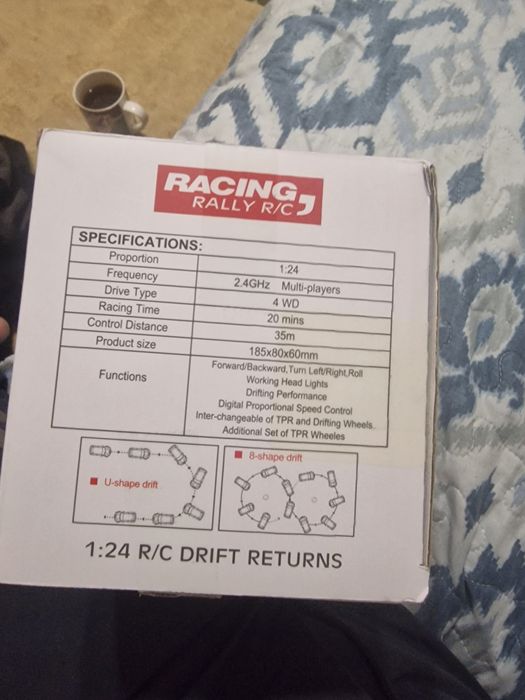 RACING,
RALLY R/C
SPECIFICATIONS:
Proportion 1:24
Frequency 2.4GHz Multi-players
Drive Type 4 WD
Racing Time 20 mins
Control Distance 35m
Product size 185x80x60mm
Functions Forward/Backward,Turn Left/Right,Roll
Working Head Lights
Drifting Performance
Digital Proportional Speed Control
Inter-changeable of TPR and Drifting Wheels.
Additional Set of TPR Wheeles
U-shape drift
8-shape drift
1:24 R/C DRIFT RETURNS